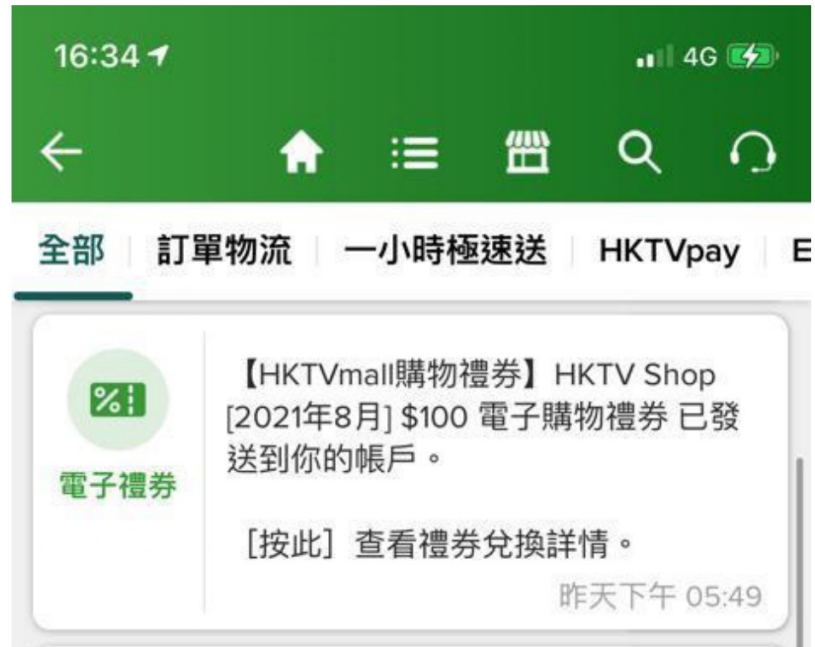 16:34
4G
全部
訂單物流
一小時極速送
HKTVpay
E
【HKTVmall購物禮券】HKTV Shop
[2021年8月] $100 電子購物禮券 已發
送到你的帳戶。
電子禮券
［按此］查看禮券兌換詳情。
昨天下午 05:49